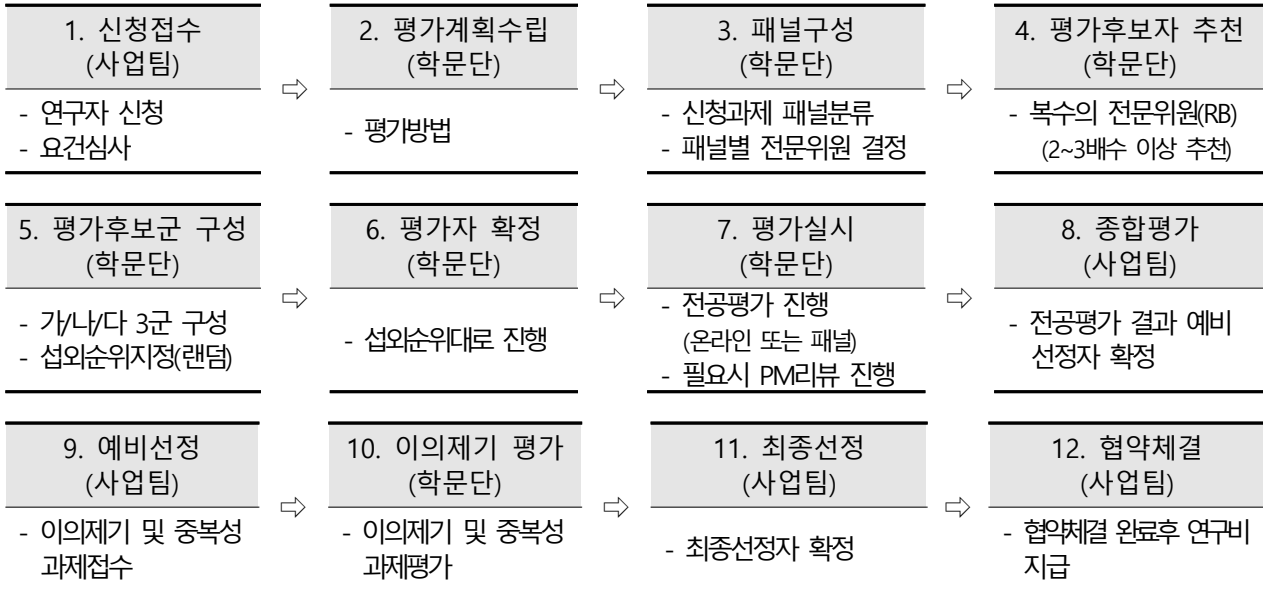 1. 신청접수
(사업팀)
- 연구자 신청
- 요건심사
⇨
2. 평가계획수립
(학문단)
- 평가방법
⇨
3. 패널구성
(학문단)
- 신청과제 패널분류
- 패널별 전문위원 결정
⇨
4. 평가후보자 추천
(학문단)
- 복수의 전문위원(RB)
(2~3배수 이상 추천)
5. 평가후보군 구성
(학문단)
- 가/나/다 3군 구성
- 섭외순위지정(랜덤)
⇨
6. 평가자 확정
(학문단)
- 섭외순위대로 진행
⇨
7. 평가실시
(학문단)
- 전공평가 진행
(온라인 또는 패널)
- 필요시 PM리뷰 진행
⇨
8. 종합평가
(사업팀)
- 전공평가 결과 예비
선정자 확정
9. 예비선정
(사업팀)
- 이의제기 및 중복성
과제접수
⇨
10. 이의제기 평가
(학문단)
- 이의제기 및 중복성
과제평가
⇨
11. 최종선정
(사업팀)
- 최종선정자 확정
⇨
12. 협약체결
(사업팀)
- 협약체결 완료후 연구비
지급